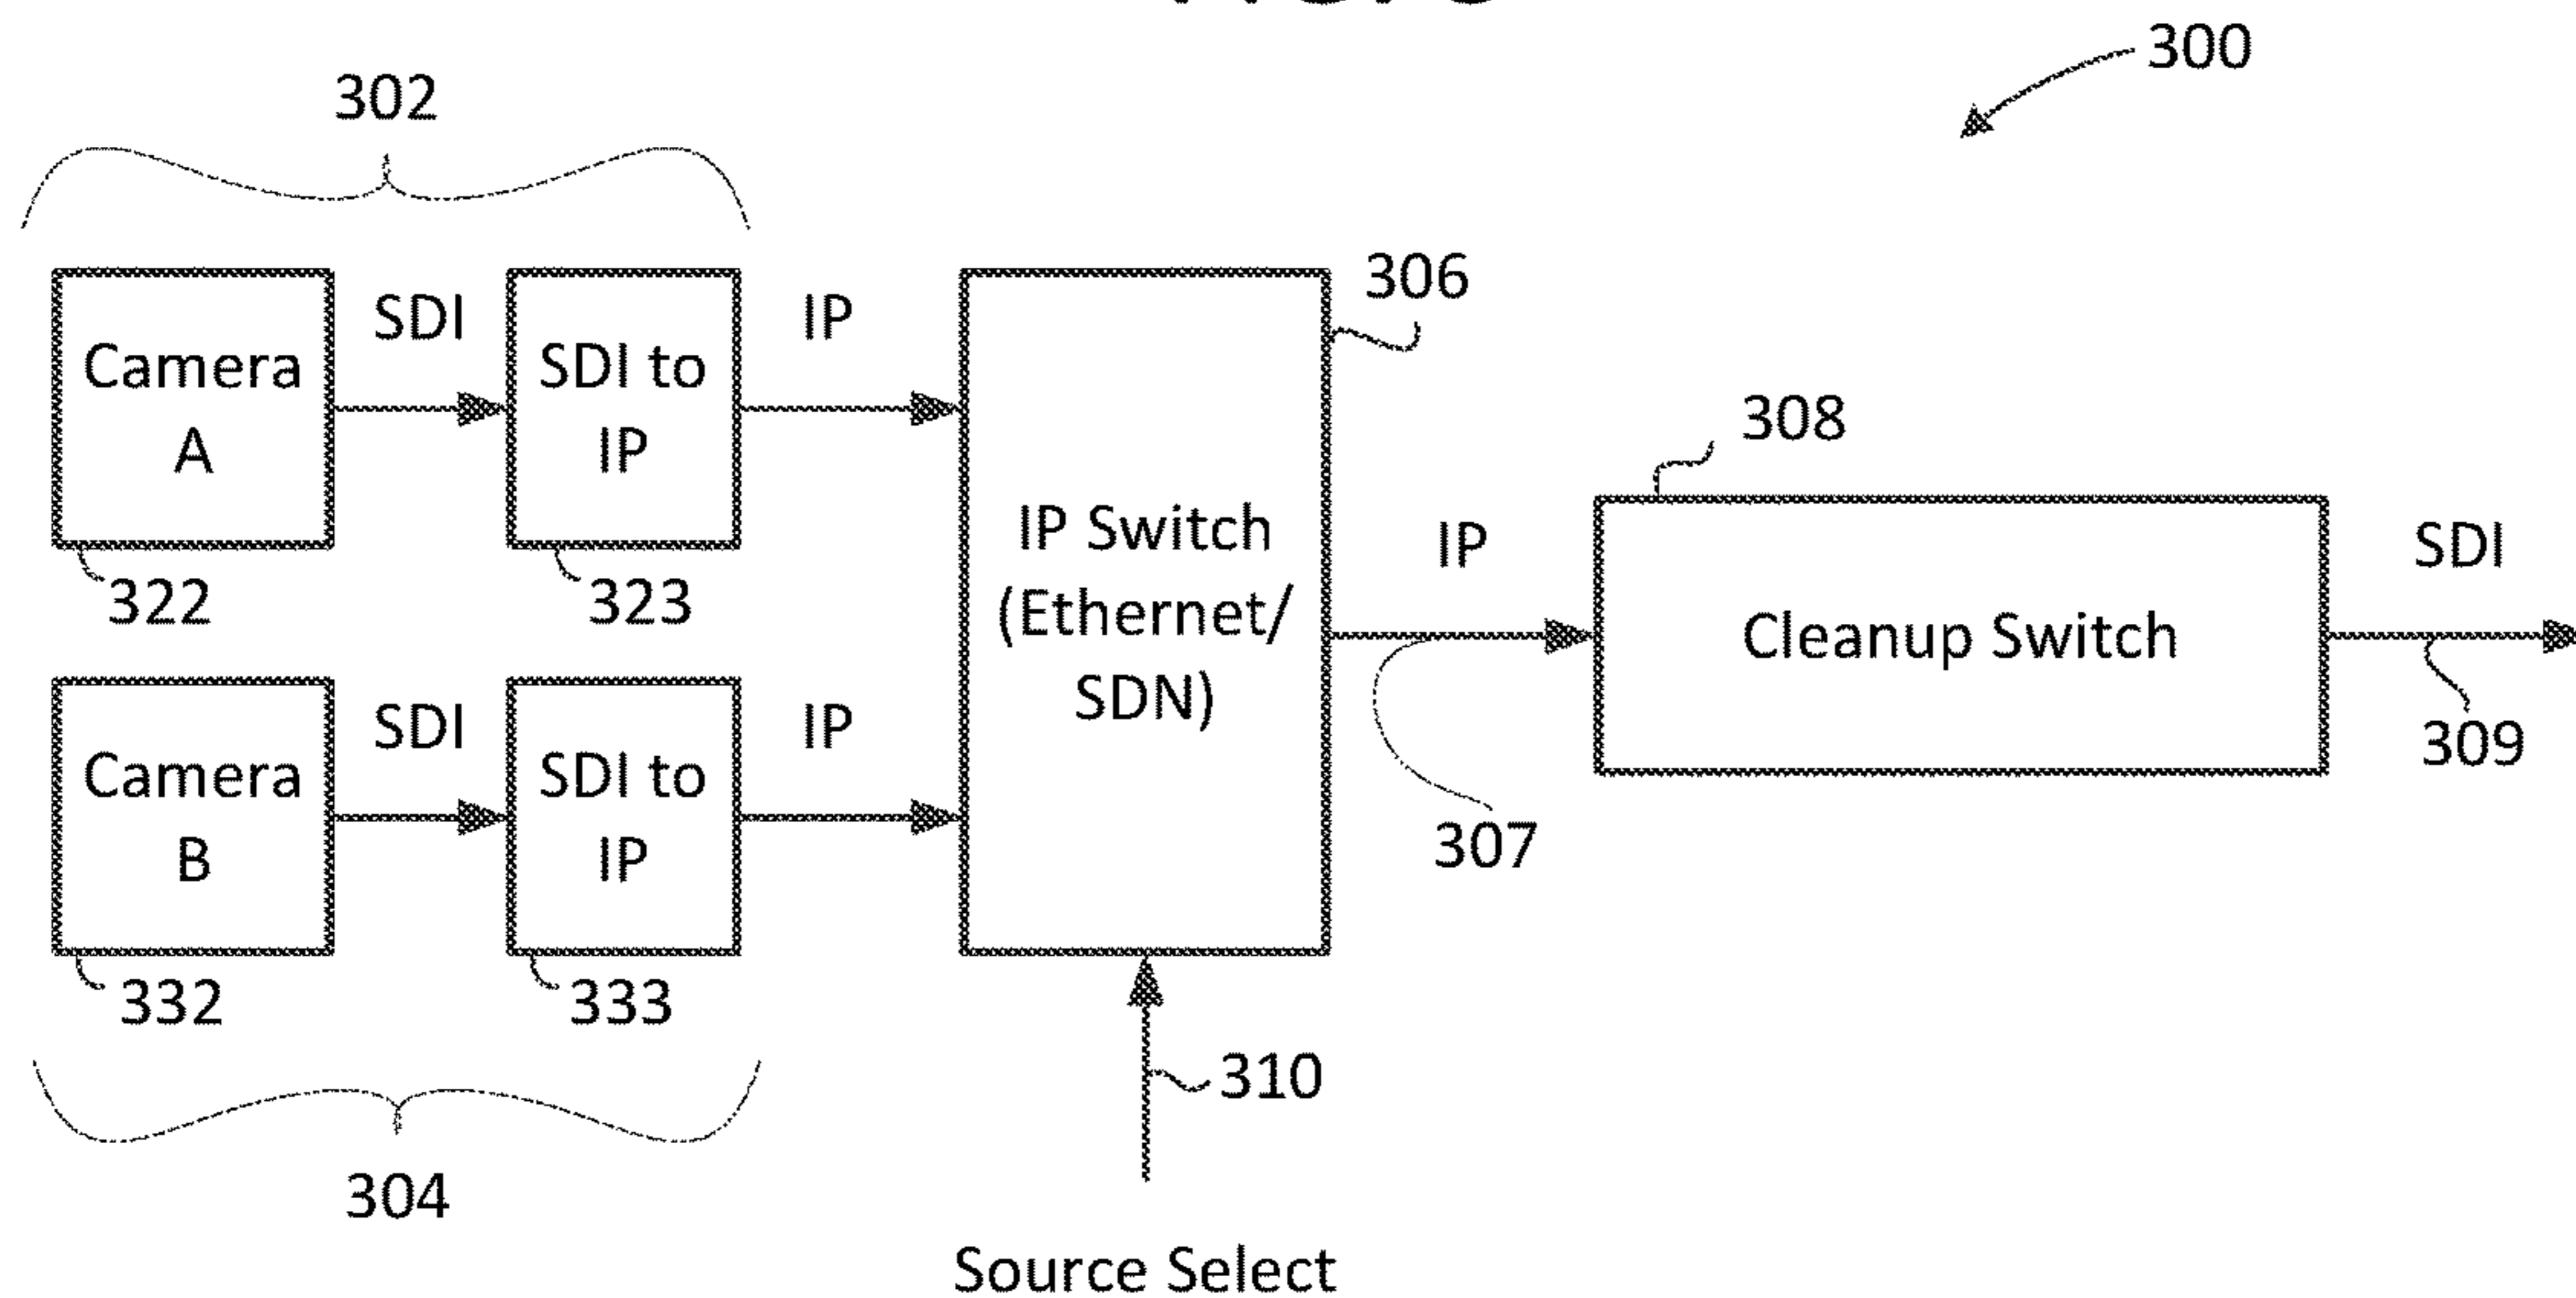 300
302
306
SDI
IP
Camera
A
SDI to
IP
308
322
323
IP Switch
(Ethernet/
SDN)
IP
SDI
Cleanup Switch
SDI
IP
Camera
B
SDI to
IP
309
307
332
333
310
304
Source Select